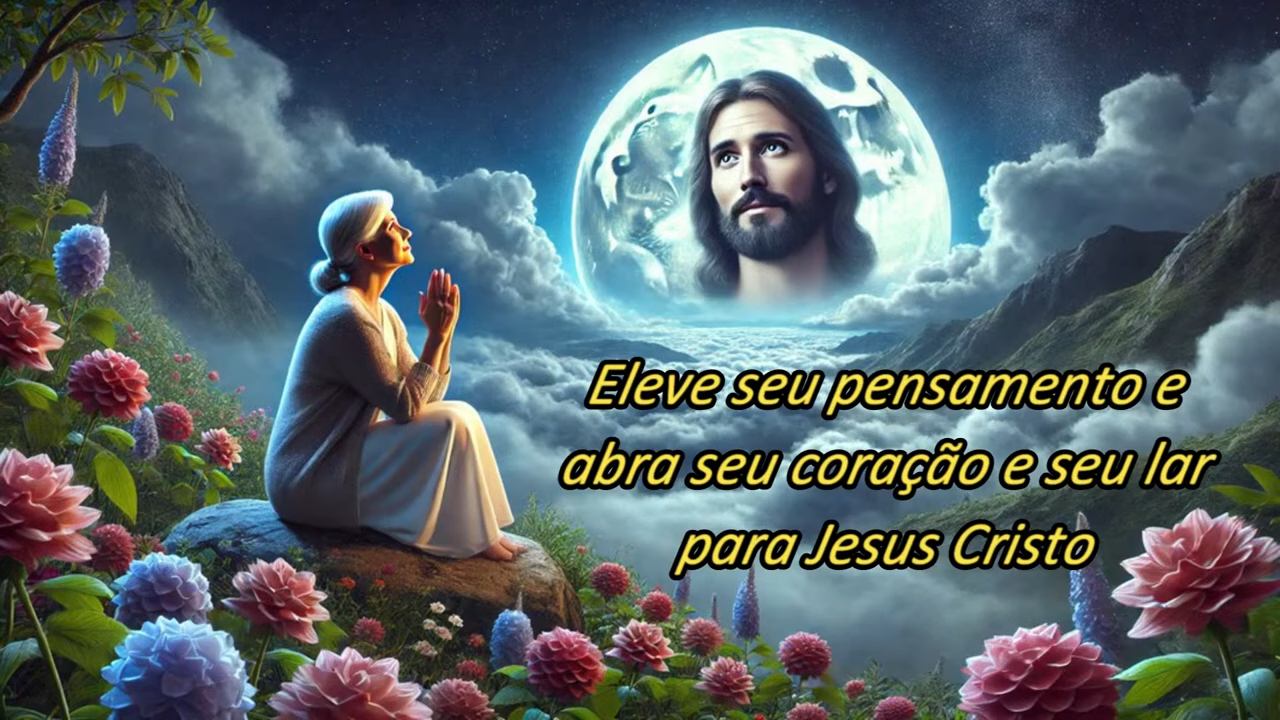 Eleve seu pensamento e
abra seu coração e seu lar
para Jesus Cristo